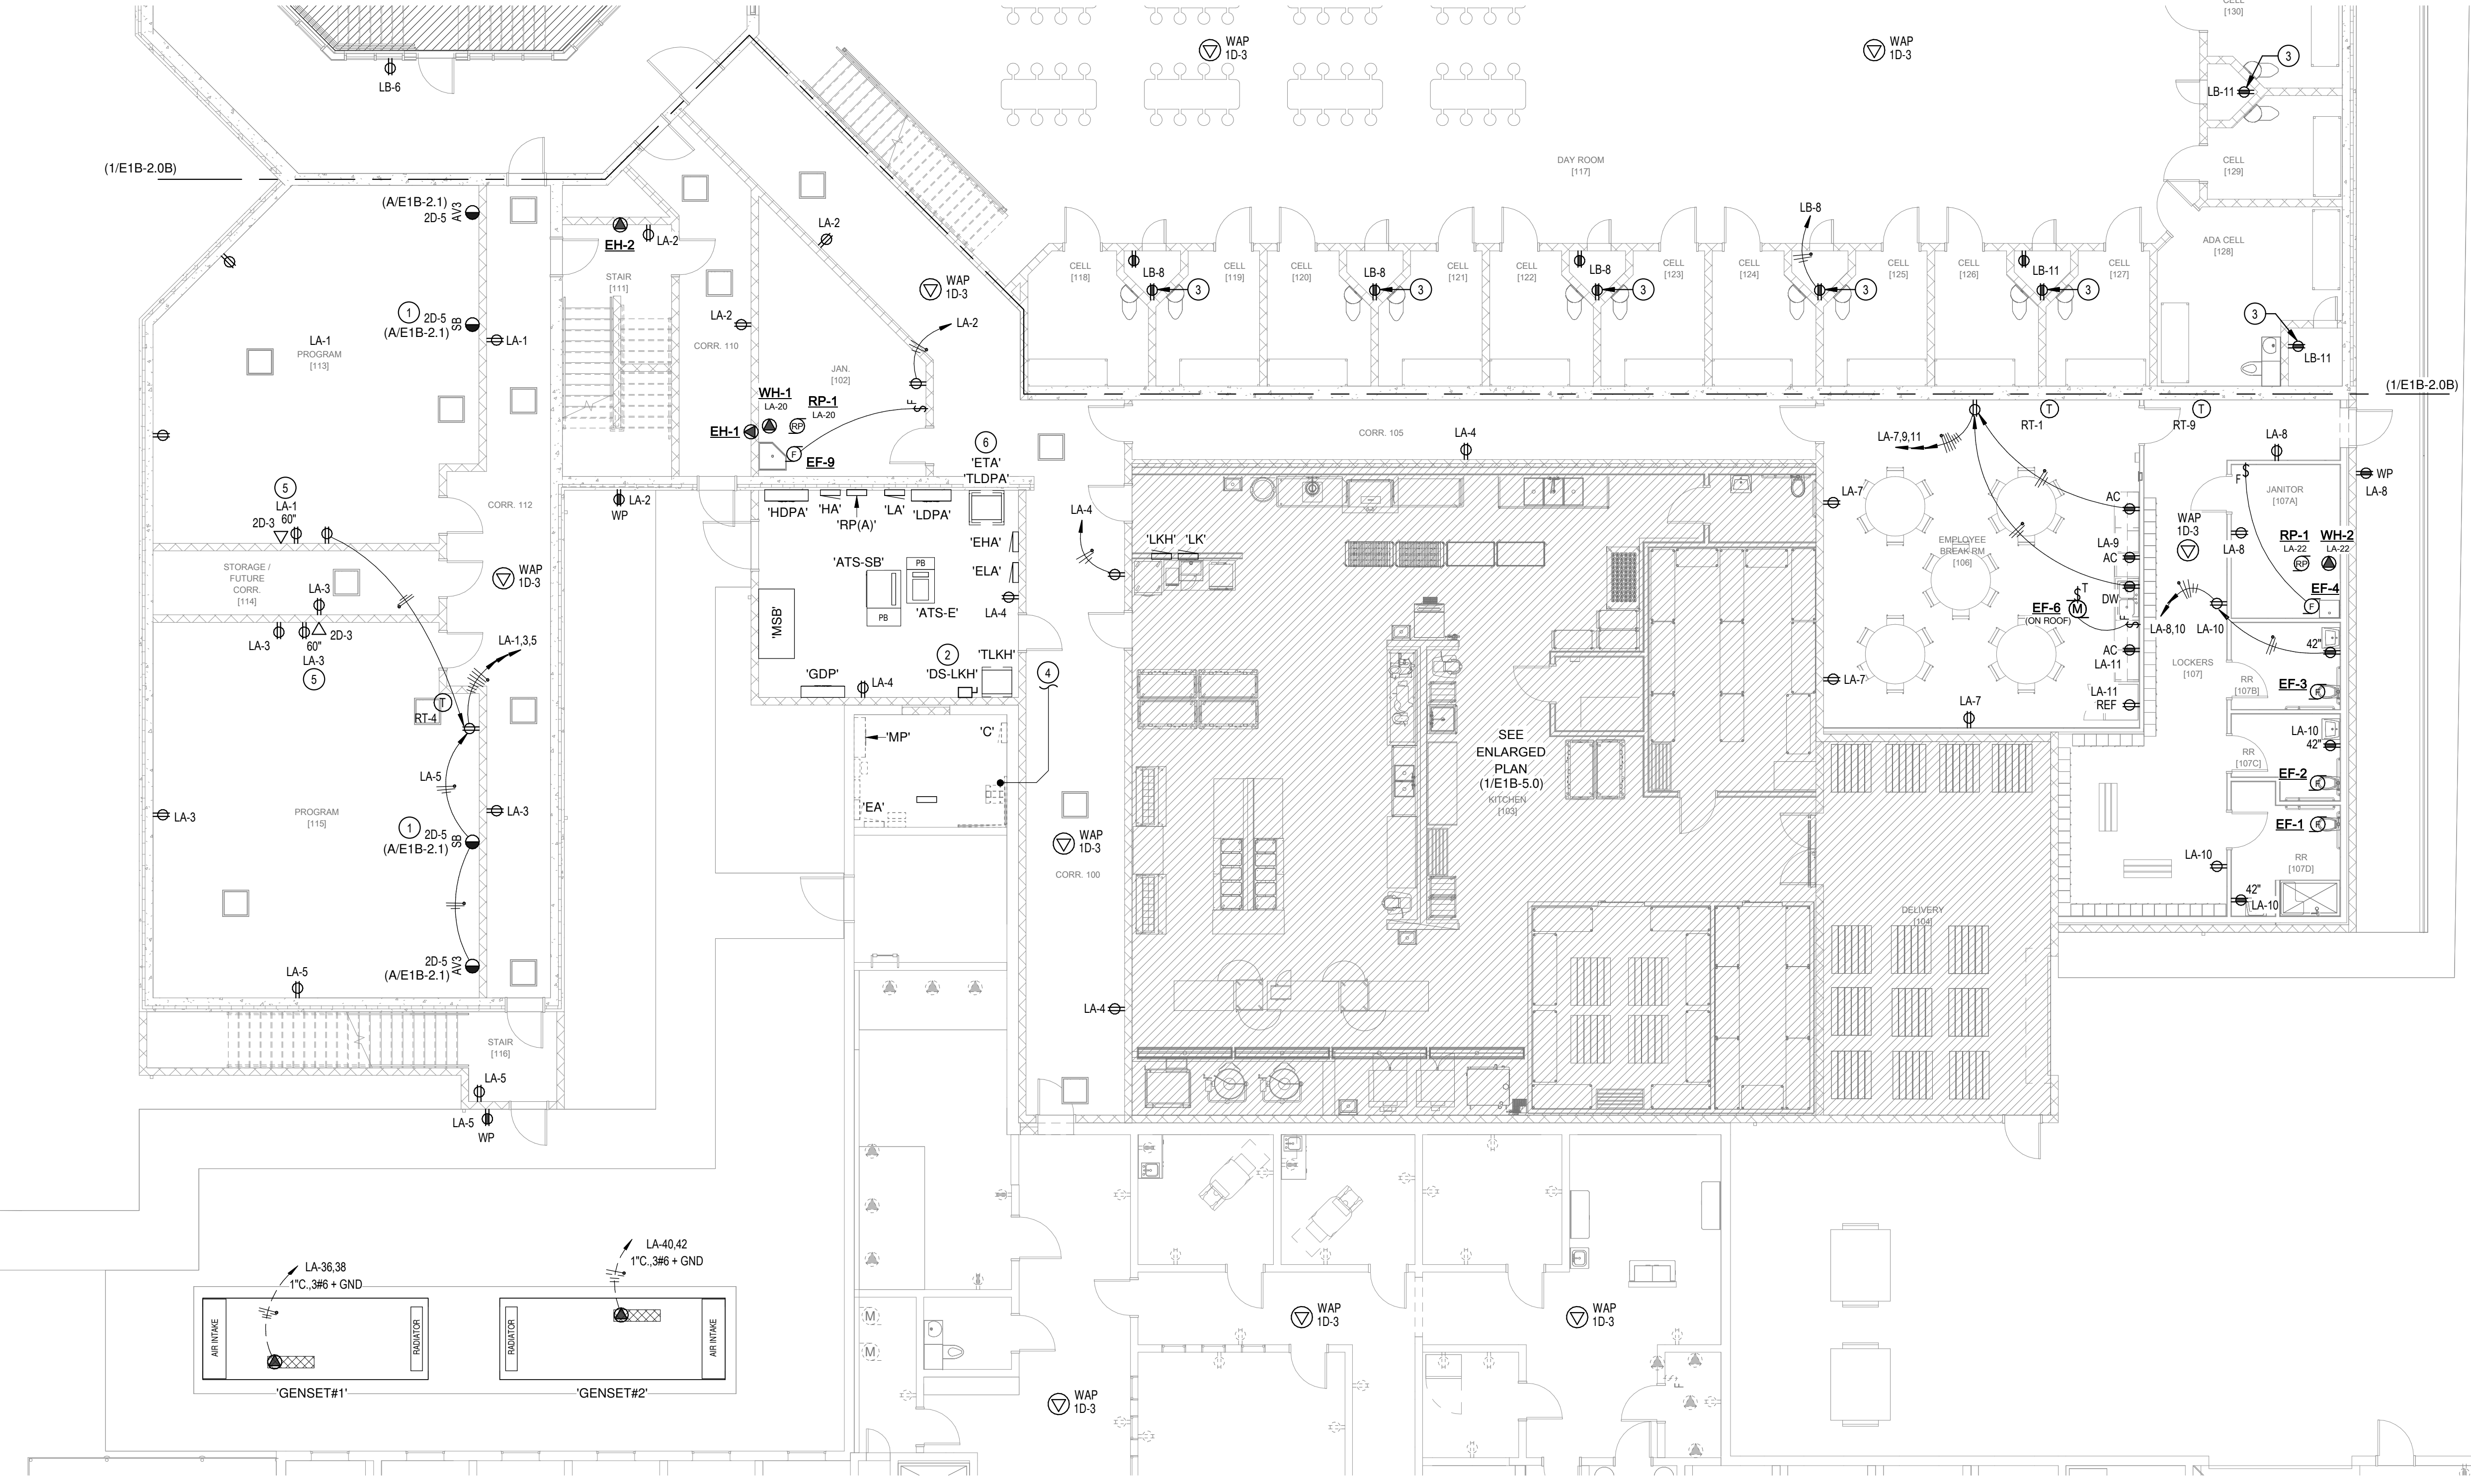 CELL
[130]
WAP
1D-3
WAP
1D-3
3
LB-11
LB-6
(1/E1B-2.0B)
DAY ROOM
[117]
CELL
[129]
ADA CELL
[128]
(A/E1B-2.1)
2D-5
AV3
EH-2
LA-2
LA-2
STAIR
[111]
WAP
1D-3
CELL
[118]
CELL
[119]
CELL
[120]
CELL
[121]
CELL
[122]
CELL
[123]
CELL
[124]
CELL
[125]
CELL
[126]
CELL
[127]
LB-8
LB-8
LB-8
LB-8
LB-11
3
3
3
3
3
3
LB-11
1
2D-5
SB
(A/E1B-2.1)
LA-1
LA-1
PROGRAM
[113]
LA-2
CORR. 110
LA-2
JAN.
[102]
WH-1
LA-20
RP-1
LA-20
RP
EH-1
F
EF-9
$
F
(1/E1B-2.0B)
6
'ETA'
'TLDPA'
CORR. 105
LA-4
LA-7,9,11
T
RT-1
T
RT-9
LA-8
WP
LA-8
5
LA-1
60"
2D-3
CORR. 112
LA-2
WP
'HDPA'
'HA'
'RP(A)'
'LA'
'LDPA'
'EHA'
'ELA'
LA-4
LA-4
'LKH'
'LK'
LA-7
AC
LA-9
AC
DW
F
$
JANITOR
[107A]
WAP
1D-3
LA-8
RP-1
LA-22
RP
WH-2
LA-22
EF-4
F
STORAGE /
FUTURE
CORR.
[114]
LA-3
WAP
1D-3
'ATS-SB'
PB
PB
'ATS-E'
'MSB'
EMPLOYEE
BREAK RM
[106]
$
T
EF-6
M
(ON ROOF)
$
F
LA-8,10
LA-10
42"
LA-3
60"
LA-3
2D-3
5
LA-1,3,5
2
'DS-LKH'
'TLKH'
'GDP'
LA-4
4
AC
LA-11
LA-11
REF
LA-7
LA-7
LOCKERS
[107]
RR
[107B]
EF-3
F
T
RT-4
LA-5
'MP'
'C'
'EA'
SEE
ENLARGED
PLAN
(1/E1B-5.0)
KITCHEN
[103]
RR
[107C]
LA-10
42"
EF-2
F
EF-1
F
LA-3
PROGRAM
[115]
LA-3
1
2D-5
SB
(A/E1B-2.1)
WAP
1D-3
CORR. 100
LA-10
RR
[107D]
42"
LA-10
DELIVERY
[104]
2D-5
AV3
(A/E1B-2.1)
LA-5
LA-4
STAIR
[116]
LA-5
LA-5
WP
LA-36,38
1"C.,3#6 + GND
LA-40,42
1"C.,3#6 + GND
AIR INTAKE
RADIATOR
RADIATOR
AIR INTAKE
'GENSET#1'
'GENSET#2'
M
M
WAP
1D-3
WAP
1D-3
WAP
1D-3